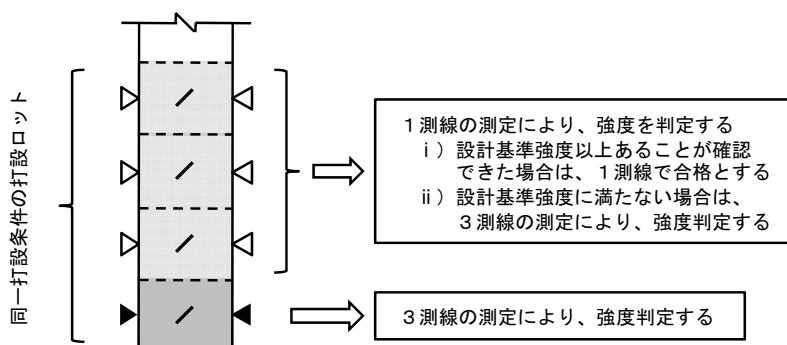 同一打設条件の打設ロット
１測線の測定により、強度を判定する
ⅰ）設計基準強度以上あることが確認
できた場合は、１測線で合格とする
ⅱ）設計基準強度に満たない場合は、
３測線の測定により、強度判定する
３測線の測定により、強度判定する